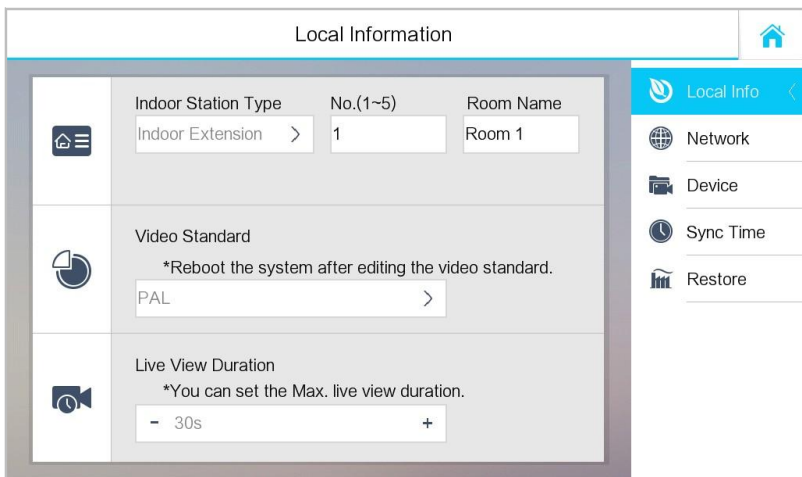 Local Information
Indoor Station Type No.(1~5) Room Name
Indoor Extension > 1 Room 1
Video Standard
*Reboot the system after editing the video standard.
PAL >
Live View Duration
*You can set the Max. live view duration.
- 30s +
Local Info
Network
Device
Sync Time
Restore